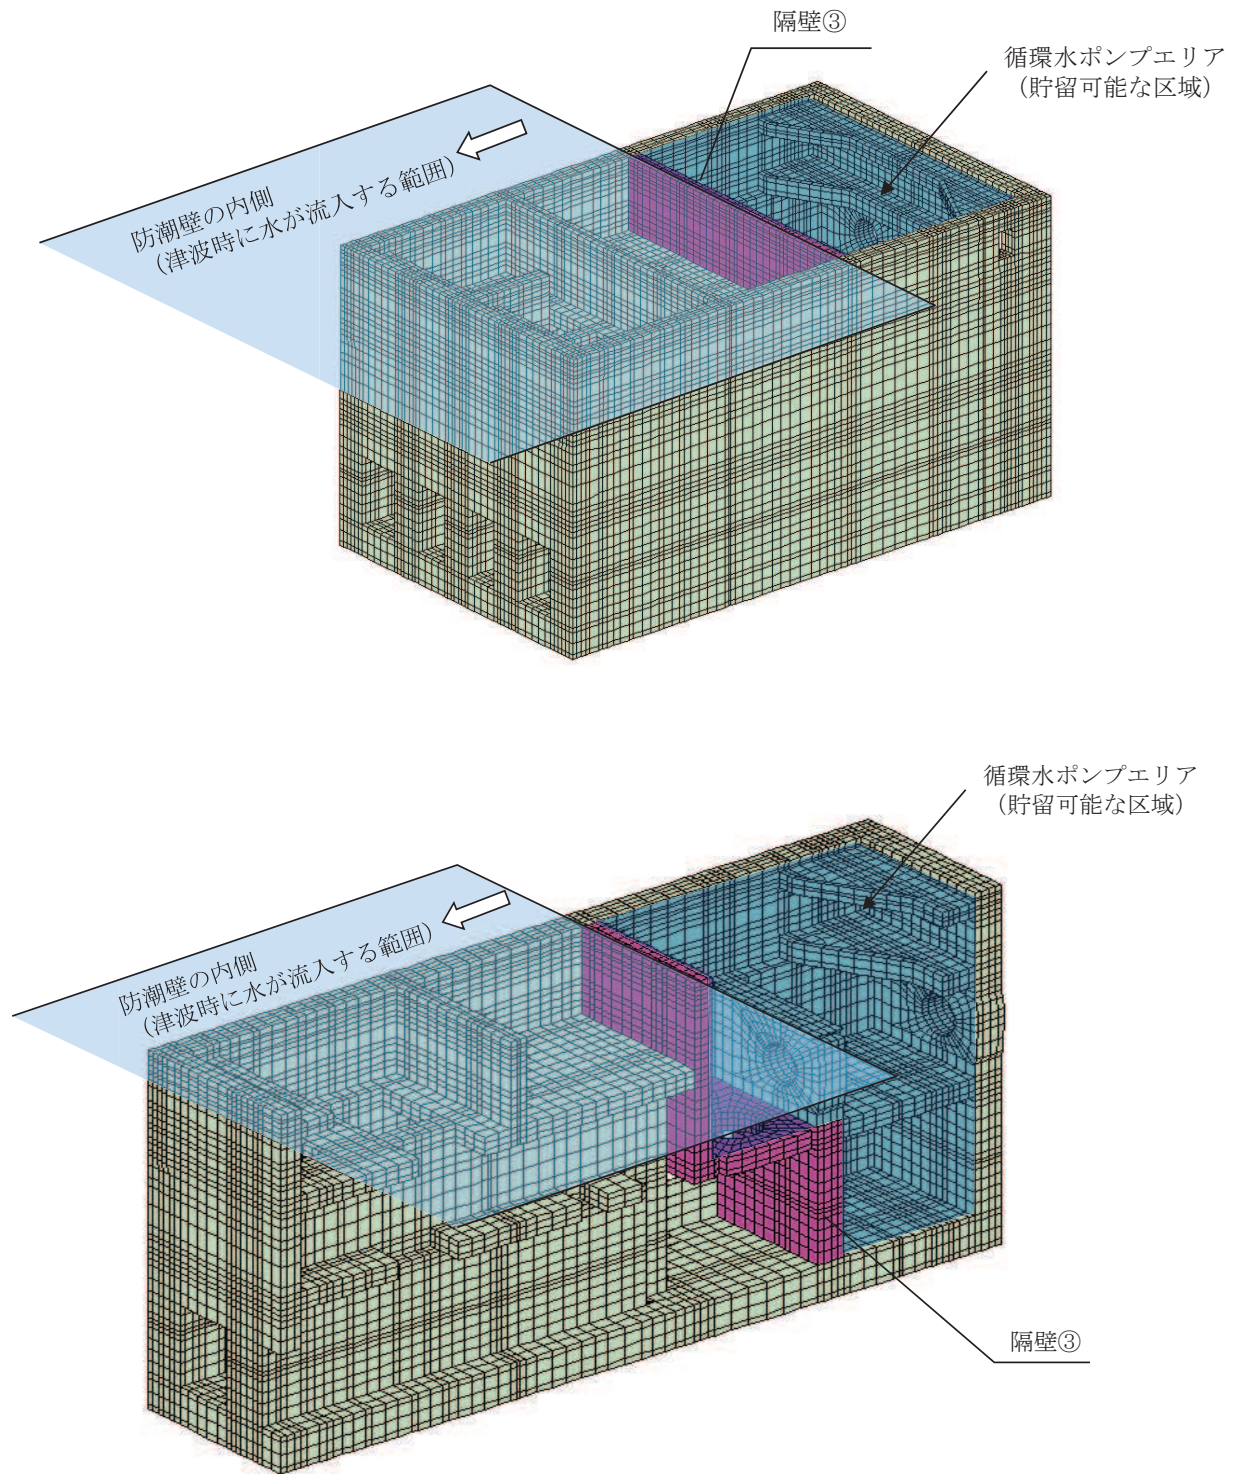 隔壁③
循環水ポンプエリア
（貯留可能な区域）
防潮壁の内側
（津波時に水が流入する範囲）
循環水ポンプエリア
（貯留可能な区域）
防潮壁の内側
（津波時に水が流入する範囲）
隔壁③